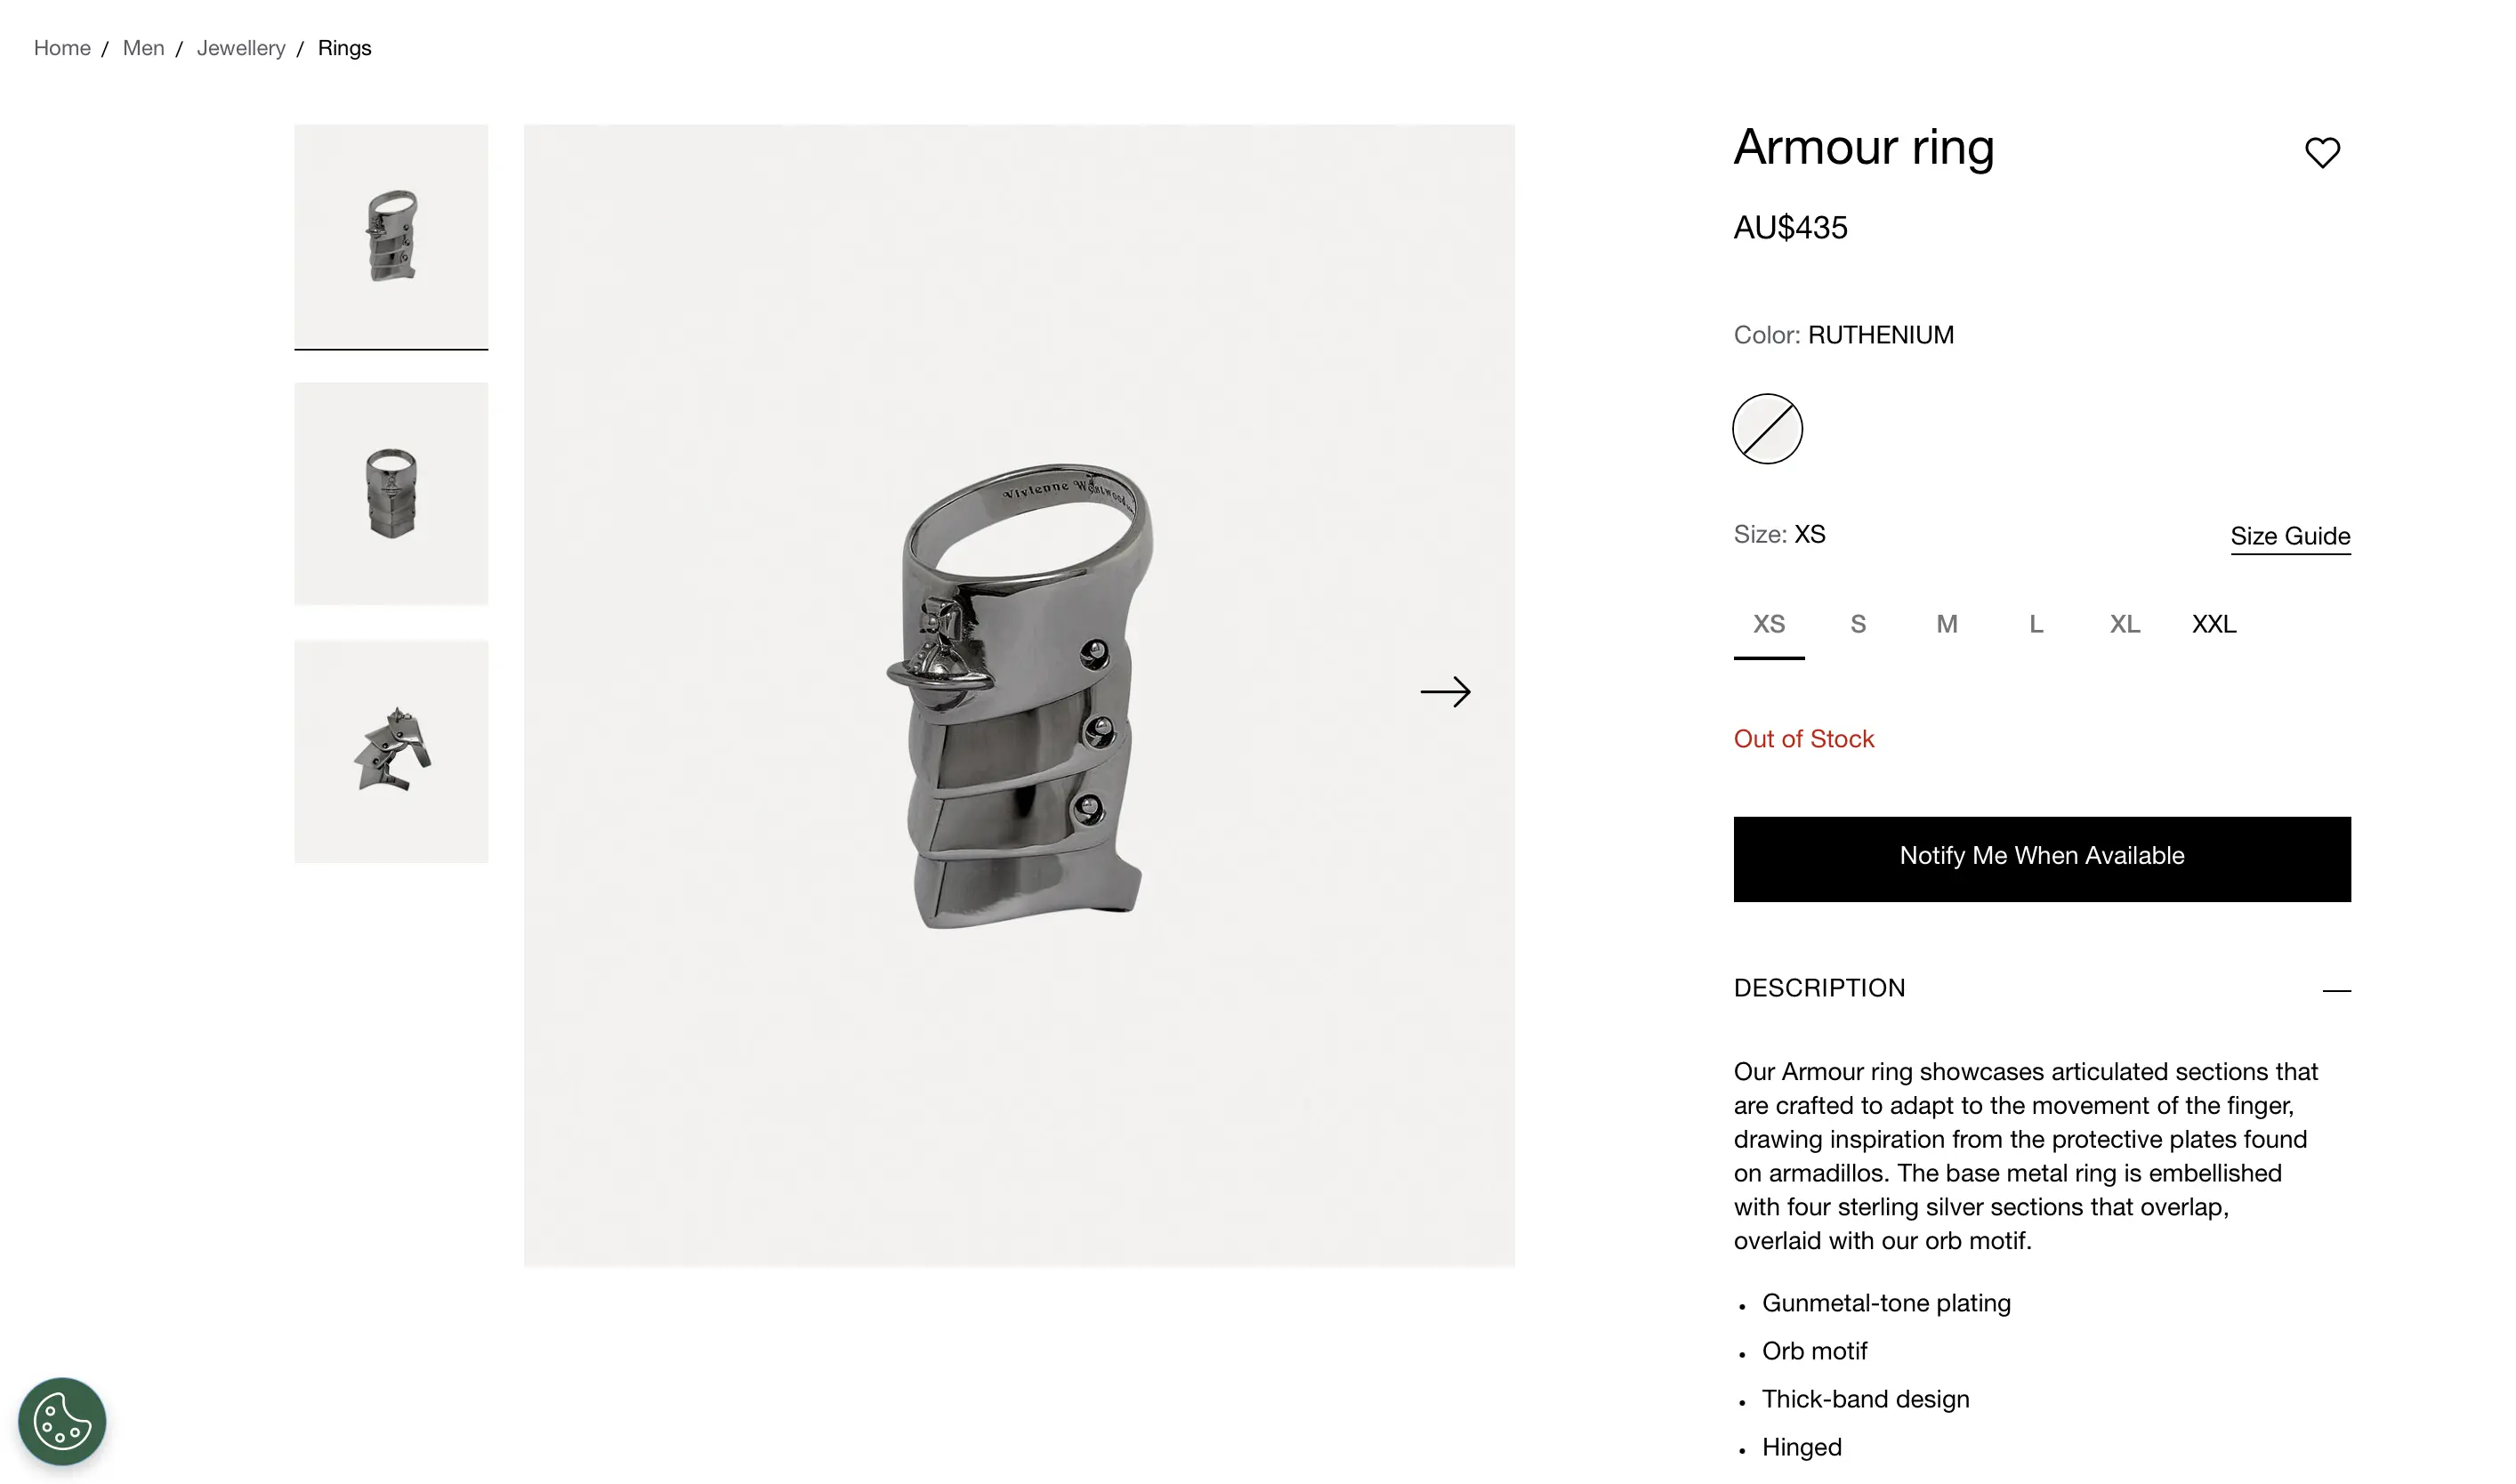 Home / Men / Jewellery / Rings
Vivienne Westwood
Armour ring
AU$435
Color: RUTHENIUM
Size: XS
Size Guide
XS S M L XL XXL
Out of Stock
Notify Me When Available
DESCRIPTION
Our Armour ring showcases articulated sections that
are crafted to adapt to the movement of the finger,
drawing inspiration from the protective plates found
on armadillos. The base metal ring is embellished
with four sterling silver sections that overlap,
overlaid with our orb motif.
• Gunmetal-tone plating
• Orb motif
• Thick-band design
• Hinged